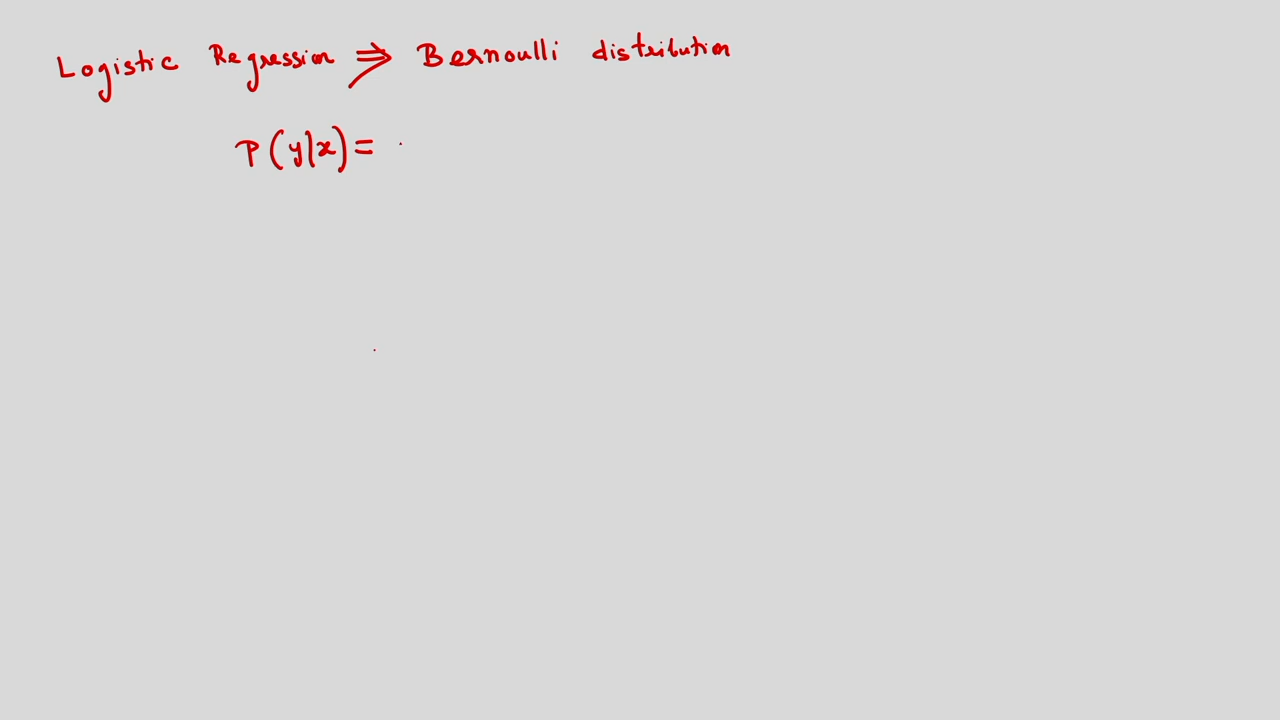 Logistic Regression ⇒ Bernoulli distribution
P(y|x) =